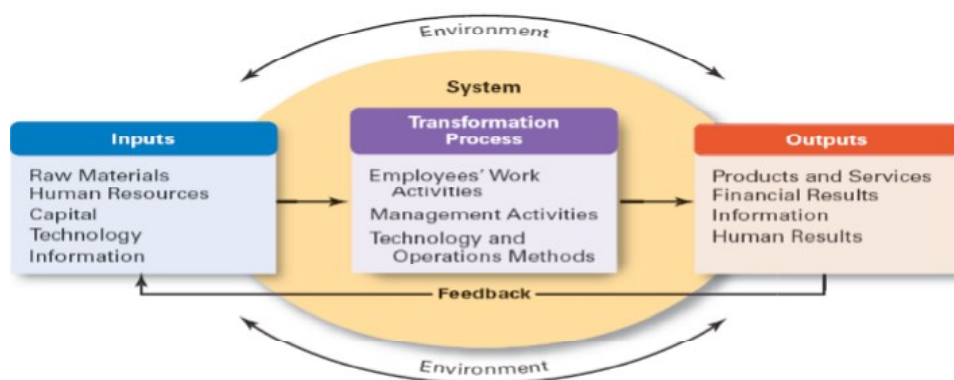 Environment
System
Inputs
Raw Materials
Human Resources
Capital
Technology
Information
Transformation
Process
Employees' Work
Activities
Management Activities
Technology and
Operations Methods
Outputs
Products and Services
Financial Results
Information
Human Results
Feedback
Environment